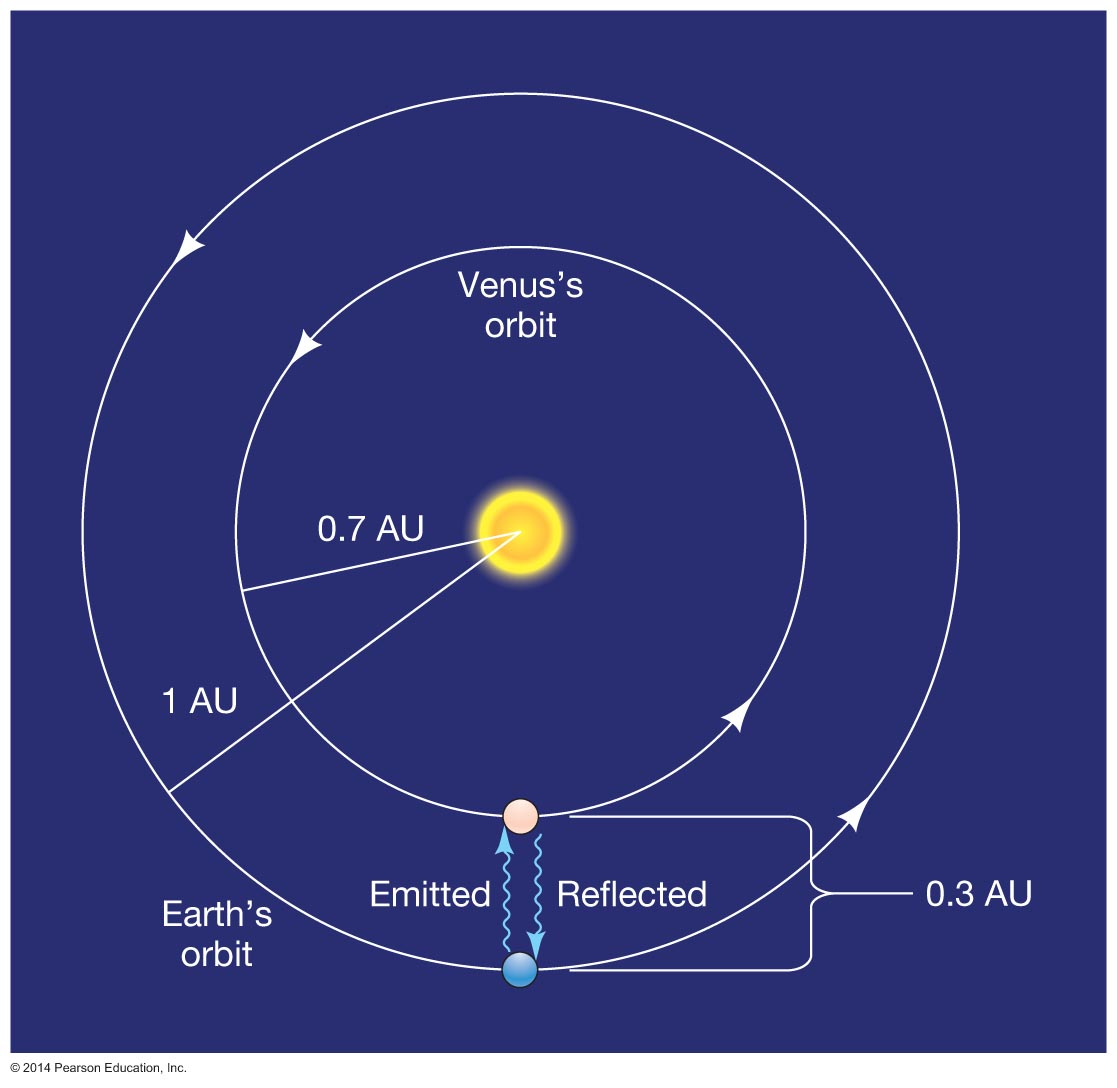 Venus's
orbit
0.7 AU
1 AU
Emitted
Reflected
0.3 AU
Earth's
orbit
© 2014 Pearson Education, Inc.